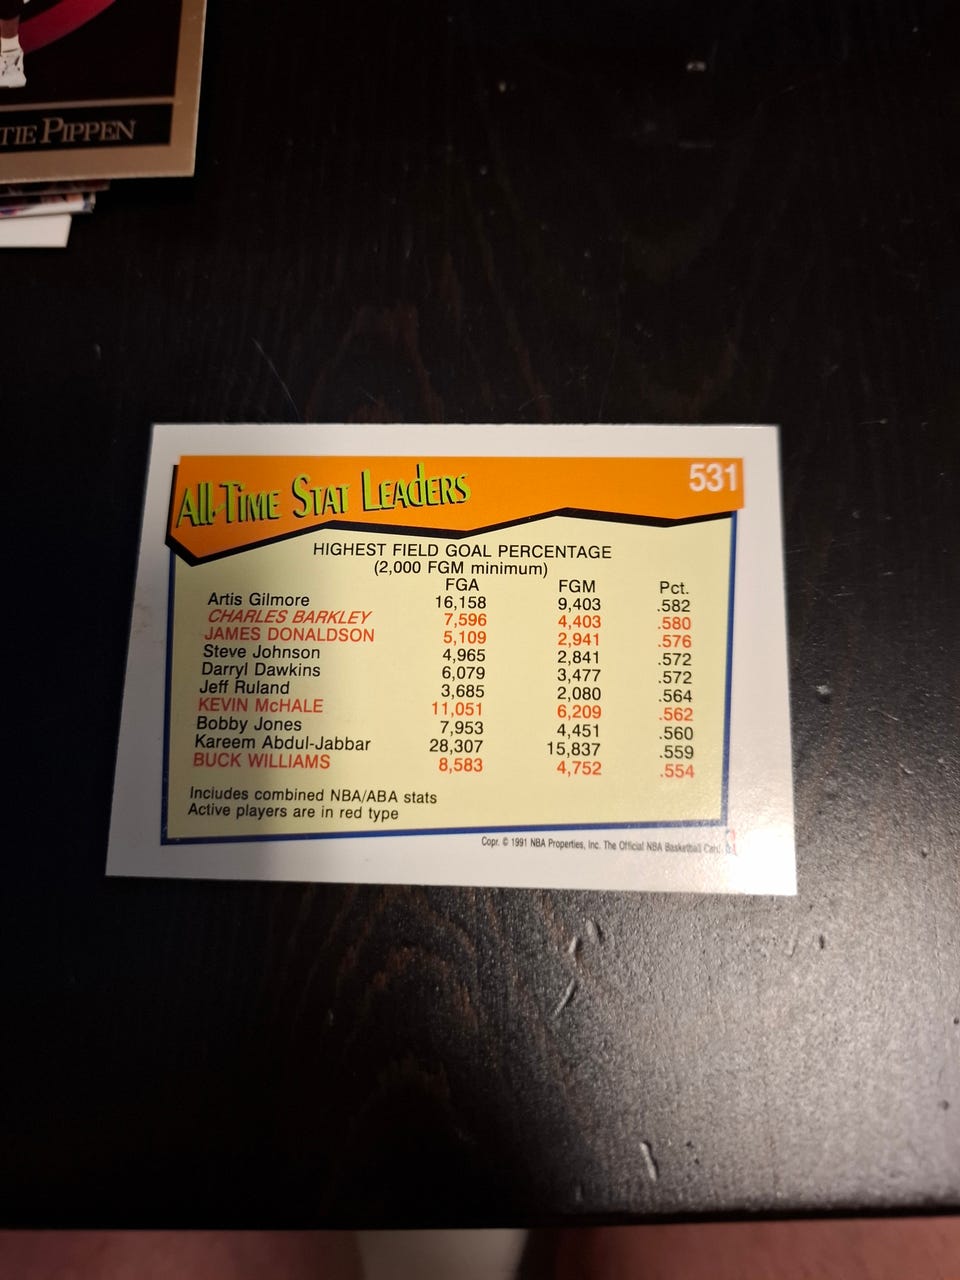 TIE PIPPEN
All-Time Stat Leaders 531
HIGHEST FIELD GOAL PERCENTAGE
(2,000 FGM minimum)
FGA FGM Pct.
Artis Gilmore 16,158 9,403 .582
CHARLES BARKLEY 7,596 4,403 .580
JAMES DONALDSON 5,109 2,941 .576
Steve Johnson 4,965 2,841 .572
Darryl Dawkins 6,079 3,477 .572
Jeff Ruland 3,685 2,080 .564
KEVIN McHALE 11,051 6,209 .562
Bobby Jones 7,953 4,451 .560
Kareem Abdul-Jabbar 28,307 15,837 .559
BUCK WILLIAMS 8,583 4,752 .554
Includes combined NBA/ABA stats
Active players are in red type
Copr. © 1991 NBA Properties, Inc. The Official NBA Basketball